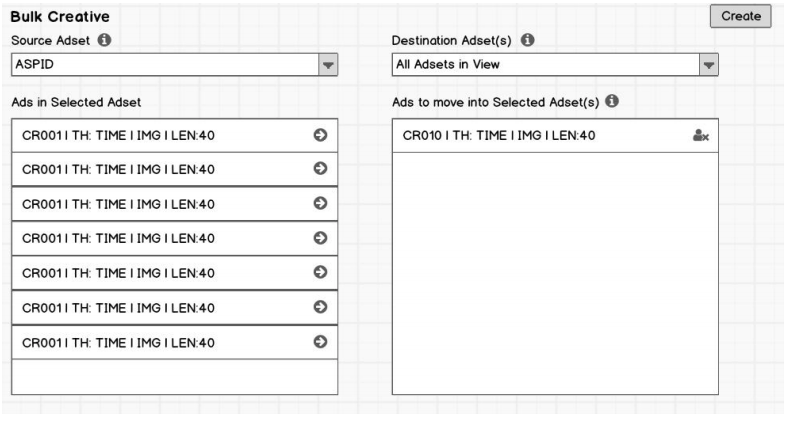 Bulk Creative
Create
Source Adset
Destination Adset(s)
ASPID
All Adsets in View
Ads in Selected Adset
Ads to move into Selected Adset(s)
CR001 | TH: TIME | IMG | LEN:40
CR010 | TH: TIME | IMG | LEN:40
CR001 | TH: TIME | IMG | LEN:40
CR001 | TH: TIME | IMG | LEN:40
CR001 | TH: TIME | IMG | LEN:40
CR001 | TH: TIME | IMG | LEN:40
CR001 | TH: TIME | IMG | LEN:40
CR001 | TH: TIME | IMG | LEN:40